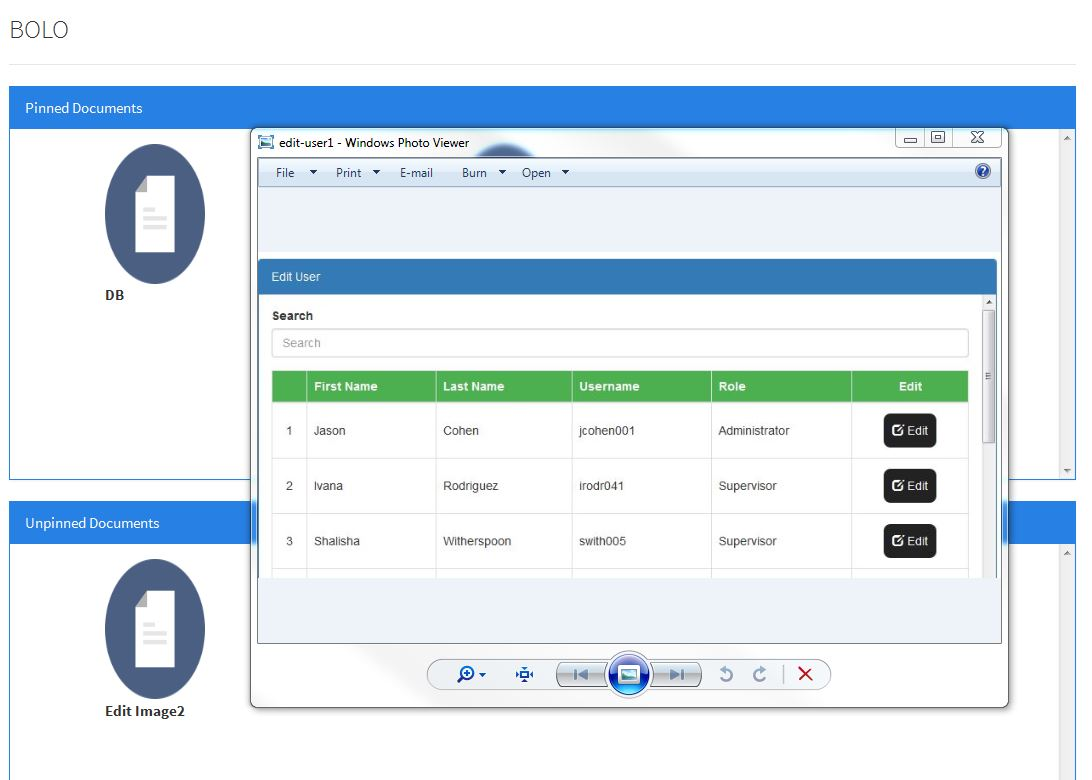 BOLO
Pinned Documents
DB
edit-user1 - Windows Photo Viewer
File Print E-mail Burn Open
Edit User
Search
Search
First Name Last Name Username Role Edit
1 Jason Cohen jcohen001 Administrator Edit
2 Ivana Rodriguez irodr041 Supervisor Edit
3 Shalisha Witherspoon swith005 Supervisor Edit
Unpinned Documents
Edit Image2